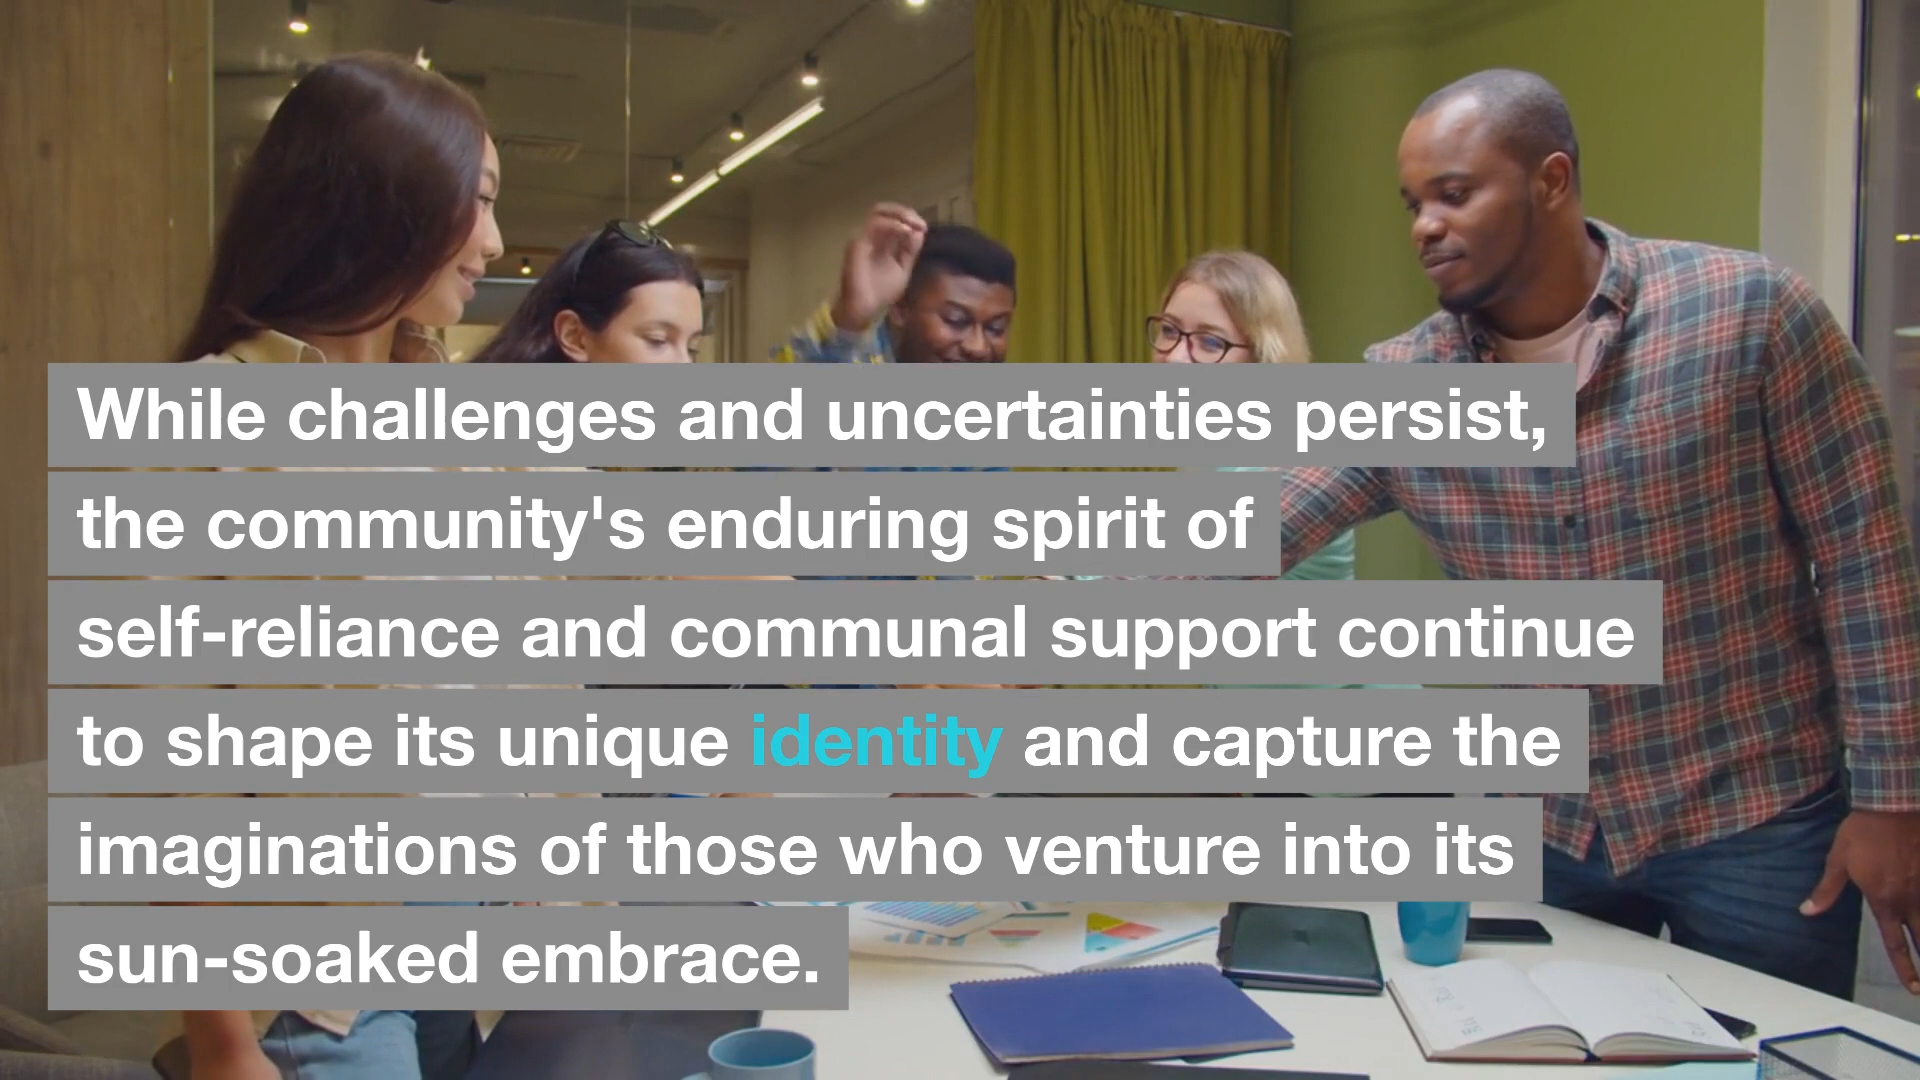 While challenges and uncertainties persist,
the community's enduring spirit of
self-reliance and communal support continue
to shape its unique identity and capture the
imaginations of those who venture into its
sun-soaked embrace.